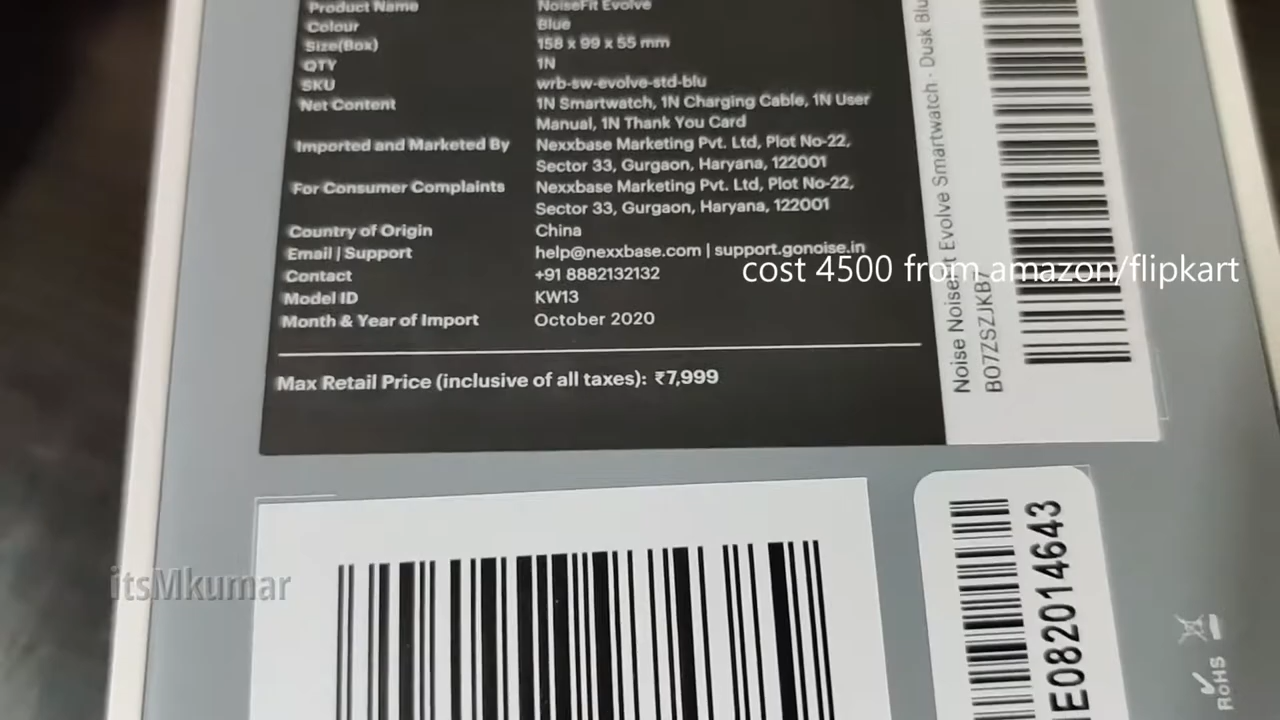 Product Name NoiseFit Evolve
Colour Blue
Size(Box) 158 x 99 x 55 mm
QTY 1N
SKU wrb-sw-evolve-std-blu
Net Content 1N Smartwatch, 1N Charging Cable, 1N User
Manual, 1N Thank You Card
Imported and Marketed By Nexxbase Marketing Pvt. Ltd, Plot No-22,
Sector 33, Gurgaon, Haryana, 122001
For Consumer Complaints Nexxbase Marketing Pvt. Ltd, Plot No-22,
Sector 33, Gurgaon, Haryana, 122001
Country of Origin China
Email | Support help@nexxbase.com | support.gonoise.in
Contact +91 8882132132
Model ID KW13
Month & Year of Import October 2020
Max Retail Price (inclusive of all taxes): ₹7,999
Noise Evolve Smartwatch - Dusk
cost 4500 from amazon/flipkart
itsMkumar
E082014643
RoHS